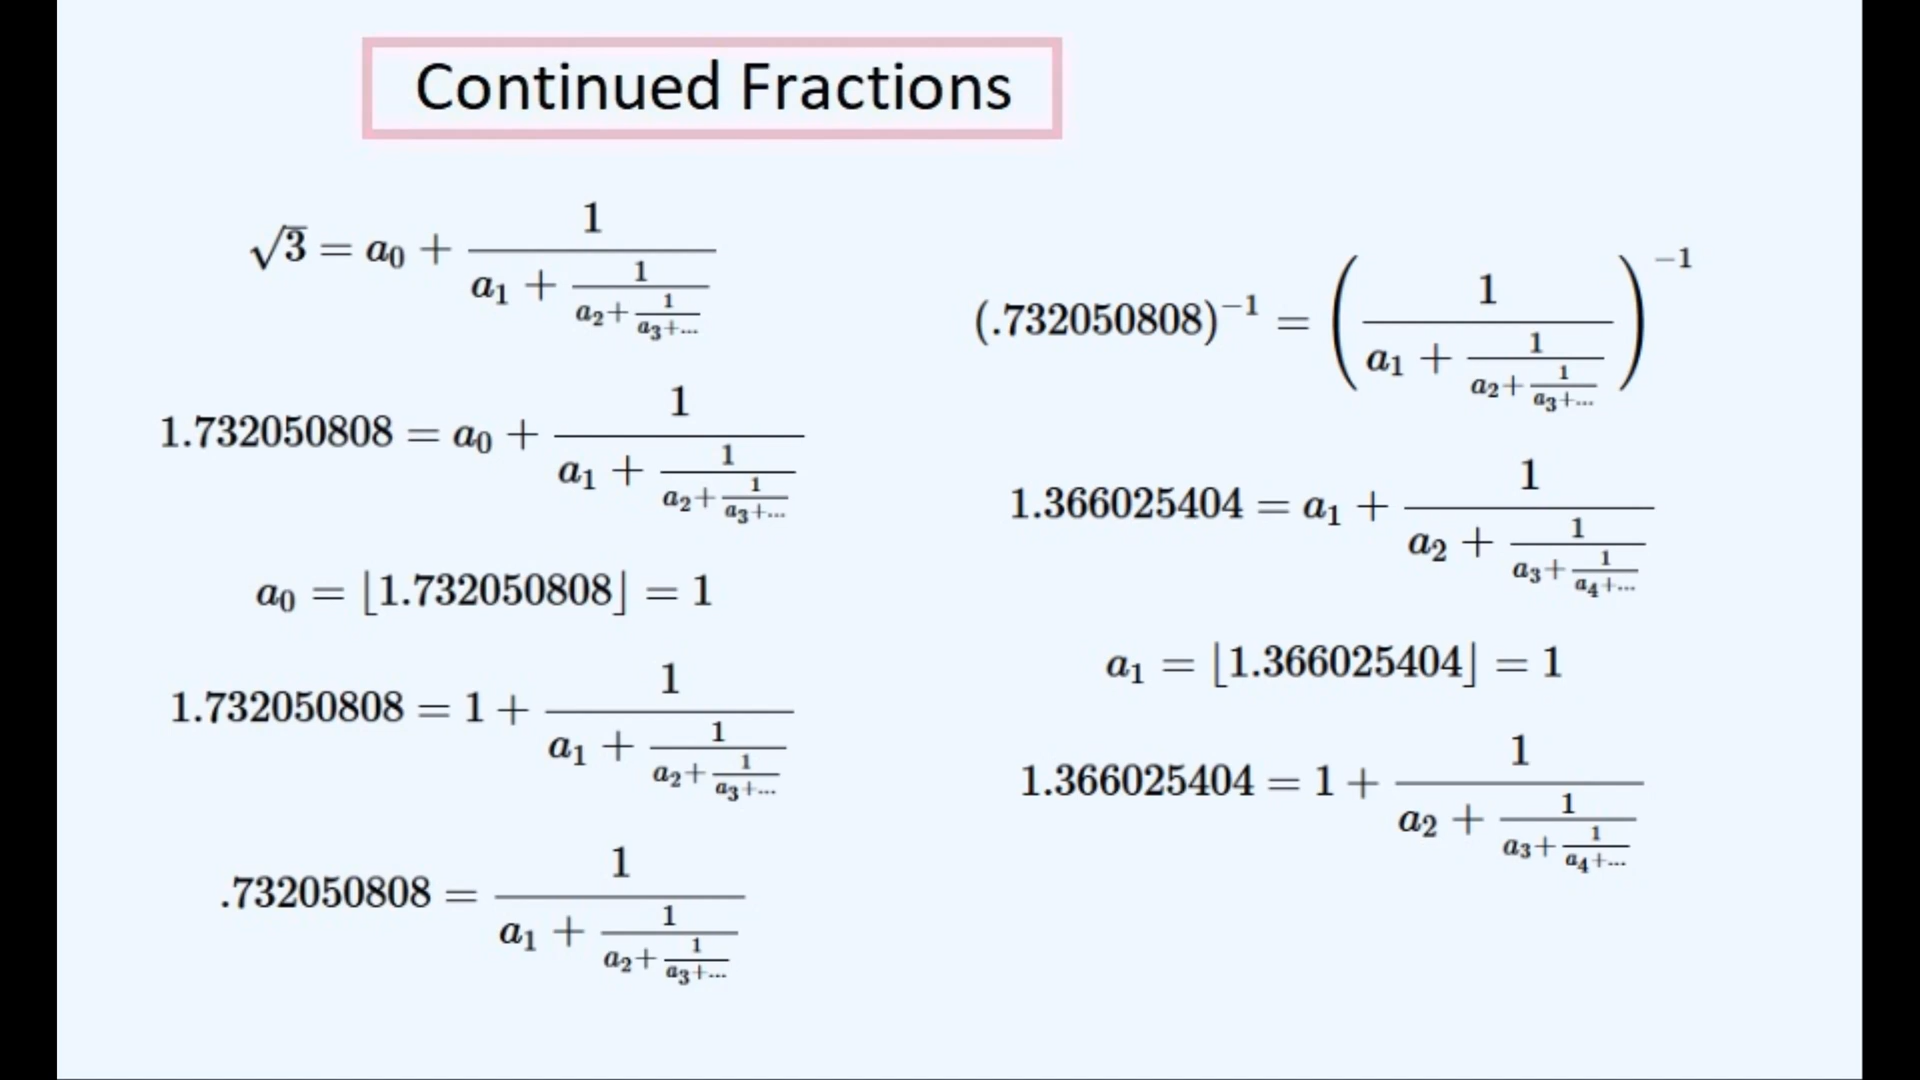 Continued Fractions
√3 = a₀ + 1/(a₁ + 1/(a₂+1/(a₃+...)))
1.732050808 = a₀ + 1/(a₁ + 1/(a₂+1/(a₃+...)))
a₀ = ⌊1.732050808⌋ = 1
1.732050808 = 1 + 1/(a₁ + 1/(a₂+1/(a₃+...)))
.732050808 = 1/(a₁ + 1/(a₂+1/(a₃+...)))
(.732050808)⁻¹ = (1/(a₁ + 1/(a₂+1/(a₃+...))))⁻¹
1.366025404 = a₁ + 1/(a₂ + 1/(a₃+1/(a₄+...)))
a₁ = ⌊1.366025404⌋ = 1
1.366025404 = 1 + 1/(a₂ + 1/(a₃+1/(a₄+...)))